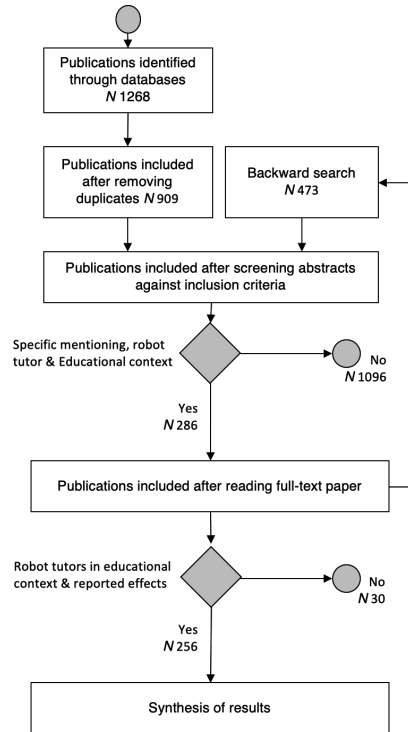 Publications identified
through databases
N 1268
Publications included
after removing
duplicates N 909
Backward search
N 473
Publications included after screening abstracts
against inclusion criteria
Specific mentioning, robot
tutor & Educational context
No
N 1096
Yes
N 286
Publications included after reading full-text paper
Robot tutors in educational
context & reported effects
No
N 30
Yes
N 256
Synthesis of results